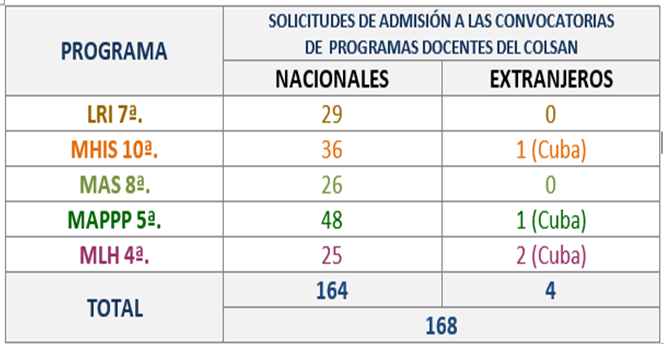 PROGRAMA
SOLICITUDES DE ADMISIÓN A LAS CONVOCATORIAS
DE PROGRAMAS DOCENTES DEL COLSAN
NACIONALES EXTRANJEROS
LRI 7ª. 29 0
MHIS 10ª. 36 1 (Cuba)
MAS 8ª. 26 0
MAPPP 5ª. 48 1 (Cuba)
MLH 4ª. 25 2 (Cuba)
TOTAL
164 4
168